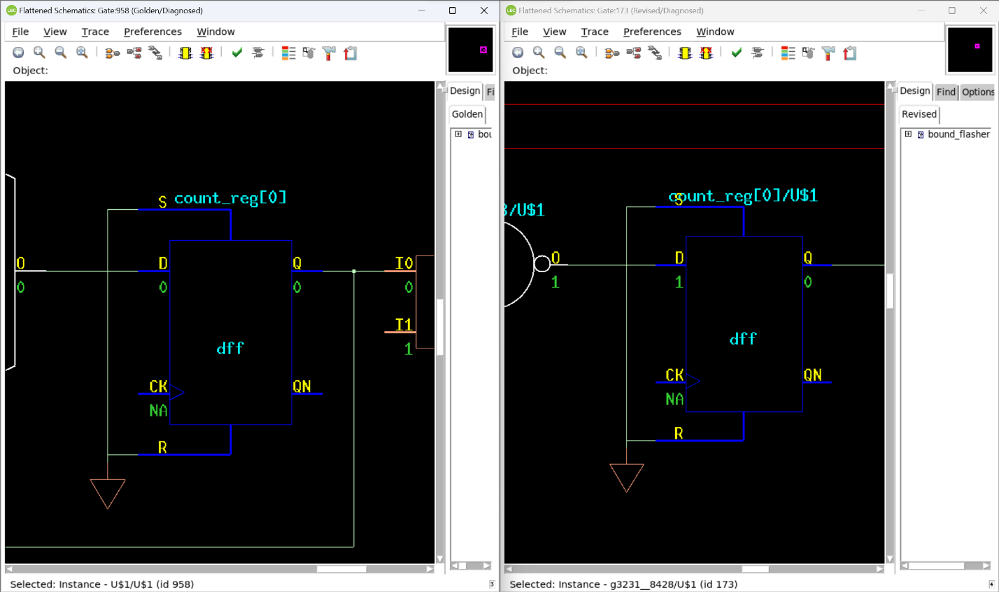 LEC Flattened Schematics: Gate:958 (Golden/Diagnosed)
File View Trace Preferences Window
Object:
Design Fi
Golden
bou
S count_reg[0]
O D Q I0
0 0 0 0
I1
1
dff
CK QN
NA
R
Selected: Instance - U$1/U$1 (id 958)
3
LEC Flattened Schematics: Gate:173 (Revised/Diagnosed)
File View Trace Preferences Window
Object:
Design Find Options
Revised
bound_flasher
S count_reg[0]/U$1
/U$1
O D Q
1 1 0
dff
CK QN
NA
R
Selected: Instance - g3231__8428/U$1 (id 173)
4